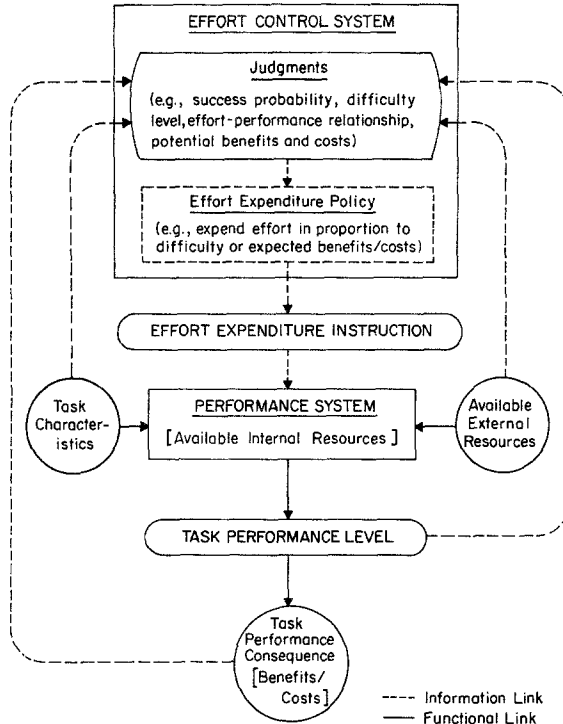 EFFORT CONTROL SYSTEM
Judgments
(e.g., success probability, difficulty
level, effort-performance relationship,
potential benefits and costs)
Effort Expenditure Policy
(e.g., expend effort in proportion to
difficulty or expected benefits/costs)
EFFORT EXPENDITURE INSTRUCTION
Task
Character-
istics
PERFORMANCE SYSTEM
[Available Internal Resources]
Available
External
Resources
TASK PERFORMANCE LEVEL
Task
Performance
Consequence
[Benefits/
Costs]
Information Link
Functional Link